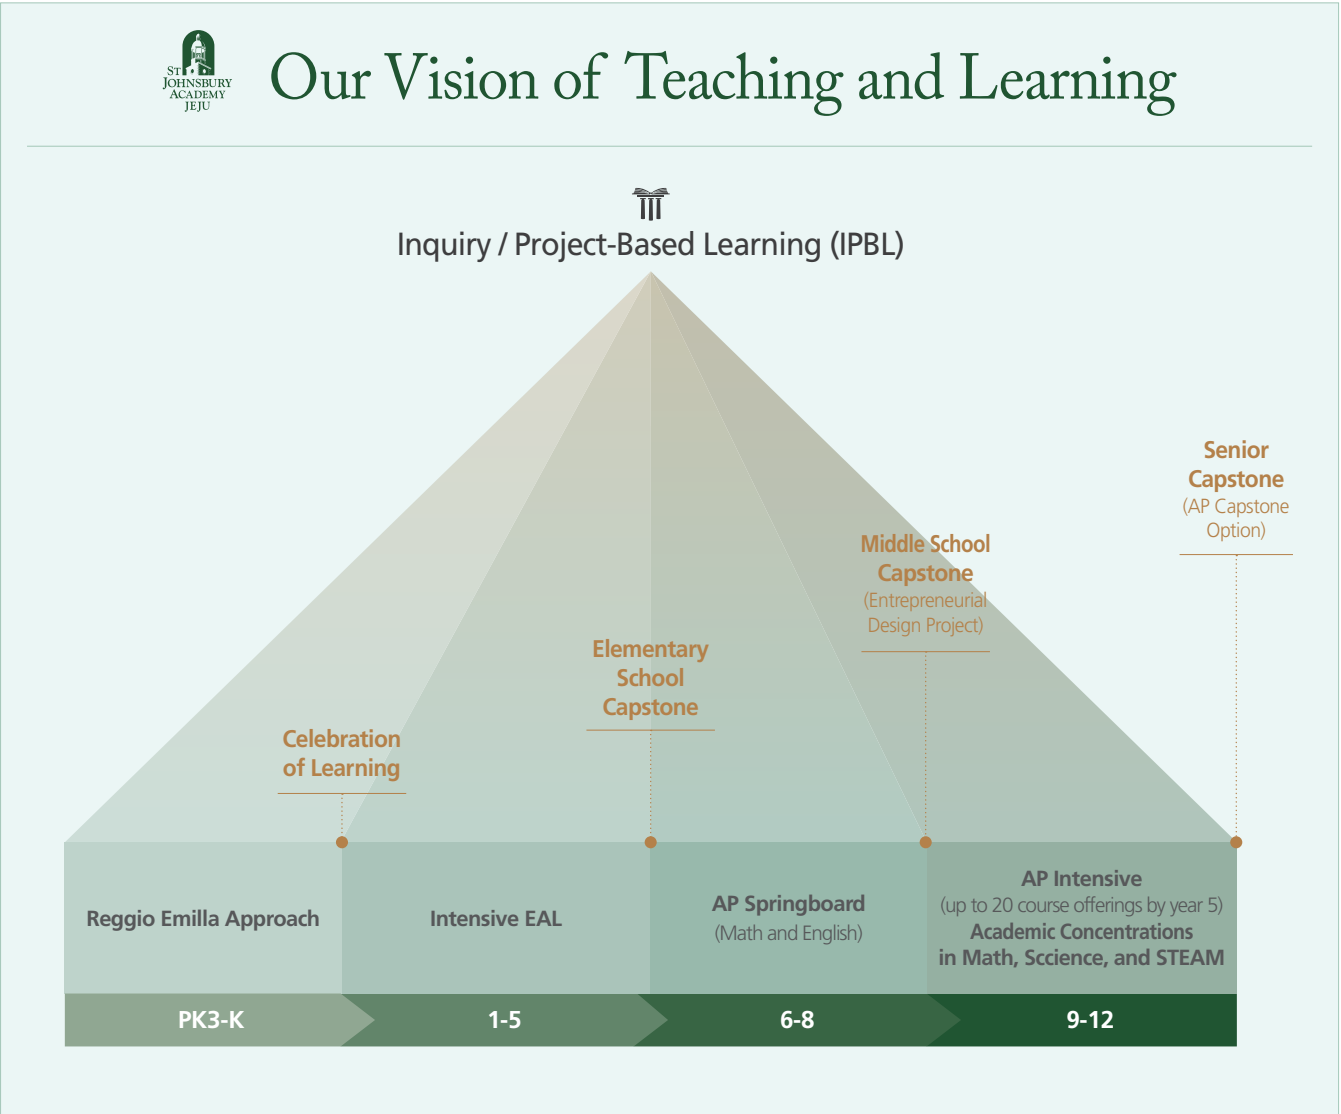 ST
JOHNSBURY
ACADEMY
JEJU
Our Vision of Teaching and Learning
Inquiry / Project-Based Learning (IPBL)
Senior
Capstone
(AP Capstone
Option)
Middle School
Capstone
(Entrepreneurial
Design Project)
Elementary
School
Capstone
Celebration
of Learning
Reggio Emilla Approach
Intensive EAL
AP Springboard
(Math and English)
AP Intensive
(up to 20 course offerings by year 5)
Academic Concentrations
in Math, Sccience, and STEAM
PK3-K
1-5
6-8
9-12